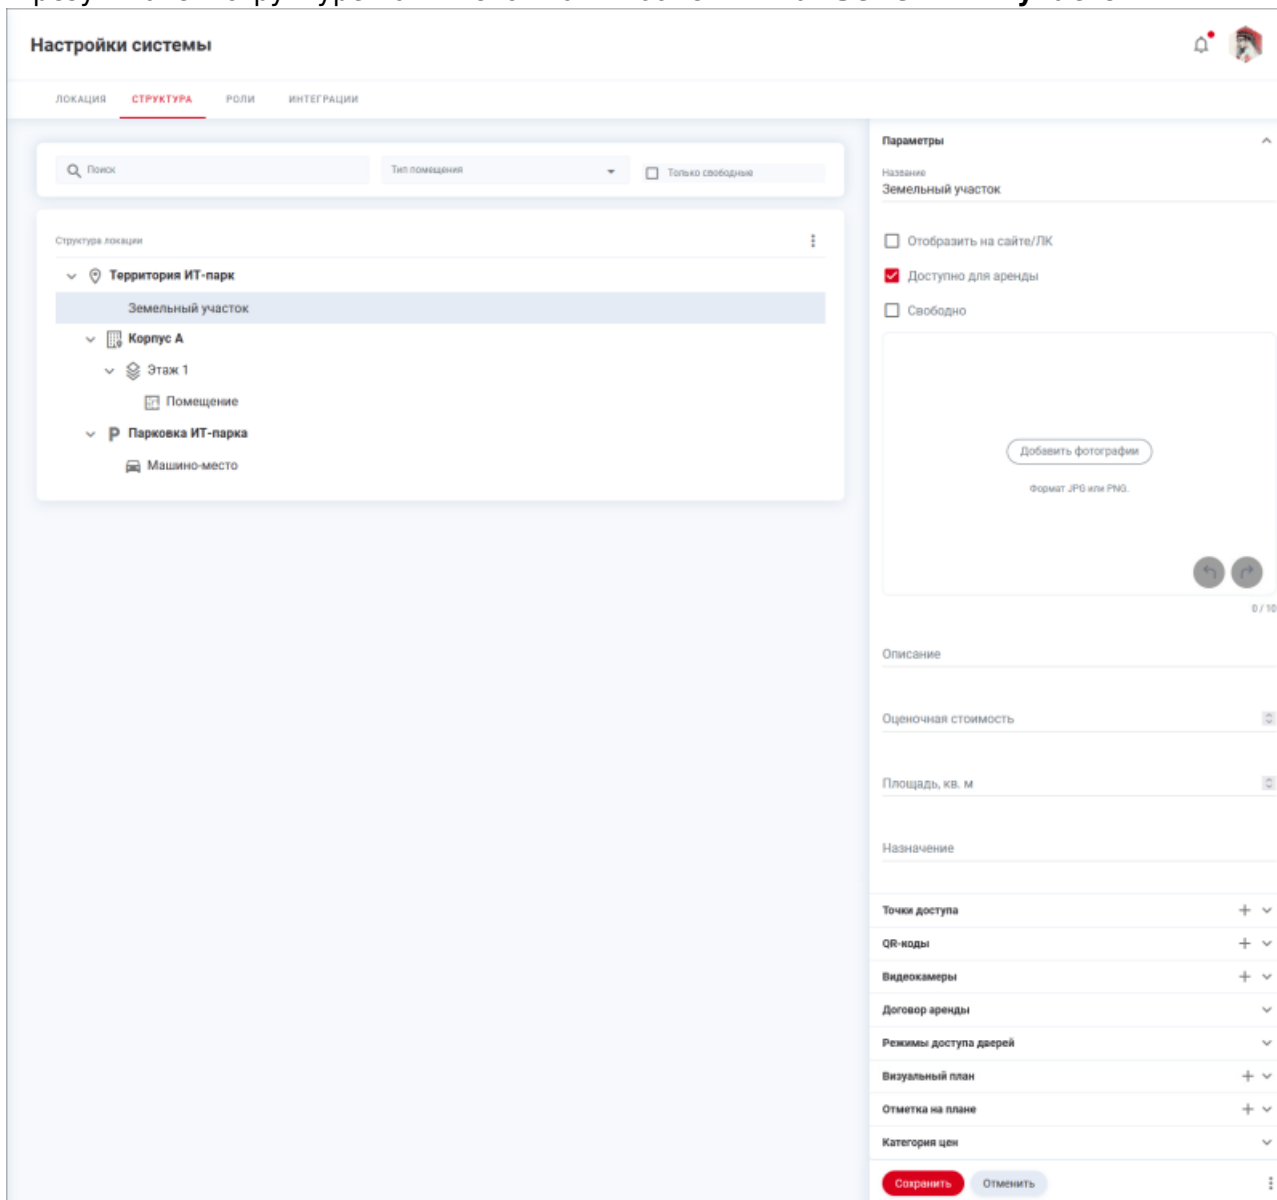 Настройки системы
ЛОКАЦИЯ СТРУКТУРА РОЛИ ИНТЕГРАЦИИ
Поиск Тип помещения Только свободные
Структура локации
Территория ИТ-парк
Земельный участок
Корпус А
Этаж 1
Помещение
P Парковка ИТ-парка
Машино-место
Параметры
Название
Земельный участок
Отобразить на сайте/ЛК
Доступно для аренды
Свободно
Добавить фотографии
Формат JPG или PNG.
0 / 10
Описание
Оценочная стоимость
Площадь, кв. м
Назначение
Точки доступа
QR-коды
Видеокамеры
Договор аренды
Режимы доступа дверей
Визуальный план
Отметка на плане
Категория цен
Сохранить Отменить